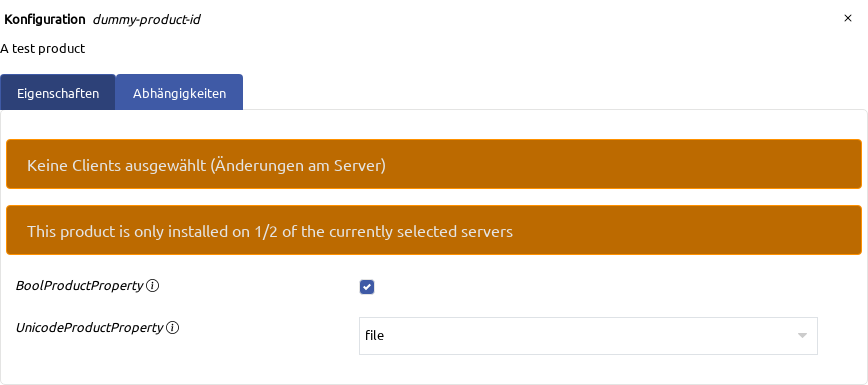 Konfiguration dummy-product-id ×
A test product
Eigenschaften Abhängigkeiten
Keine Clients ausgewählt (Änderungen am Server)
This product is only installed on 1/2 of the currently selected servers
BoolProductProperty
UnicodeProductProperty file